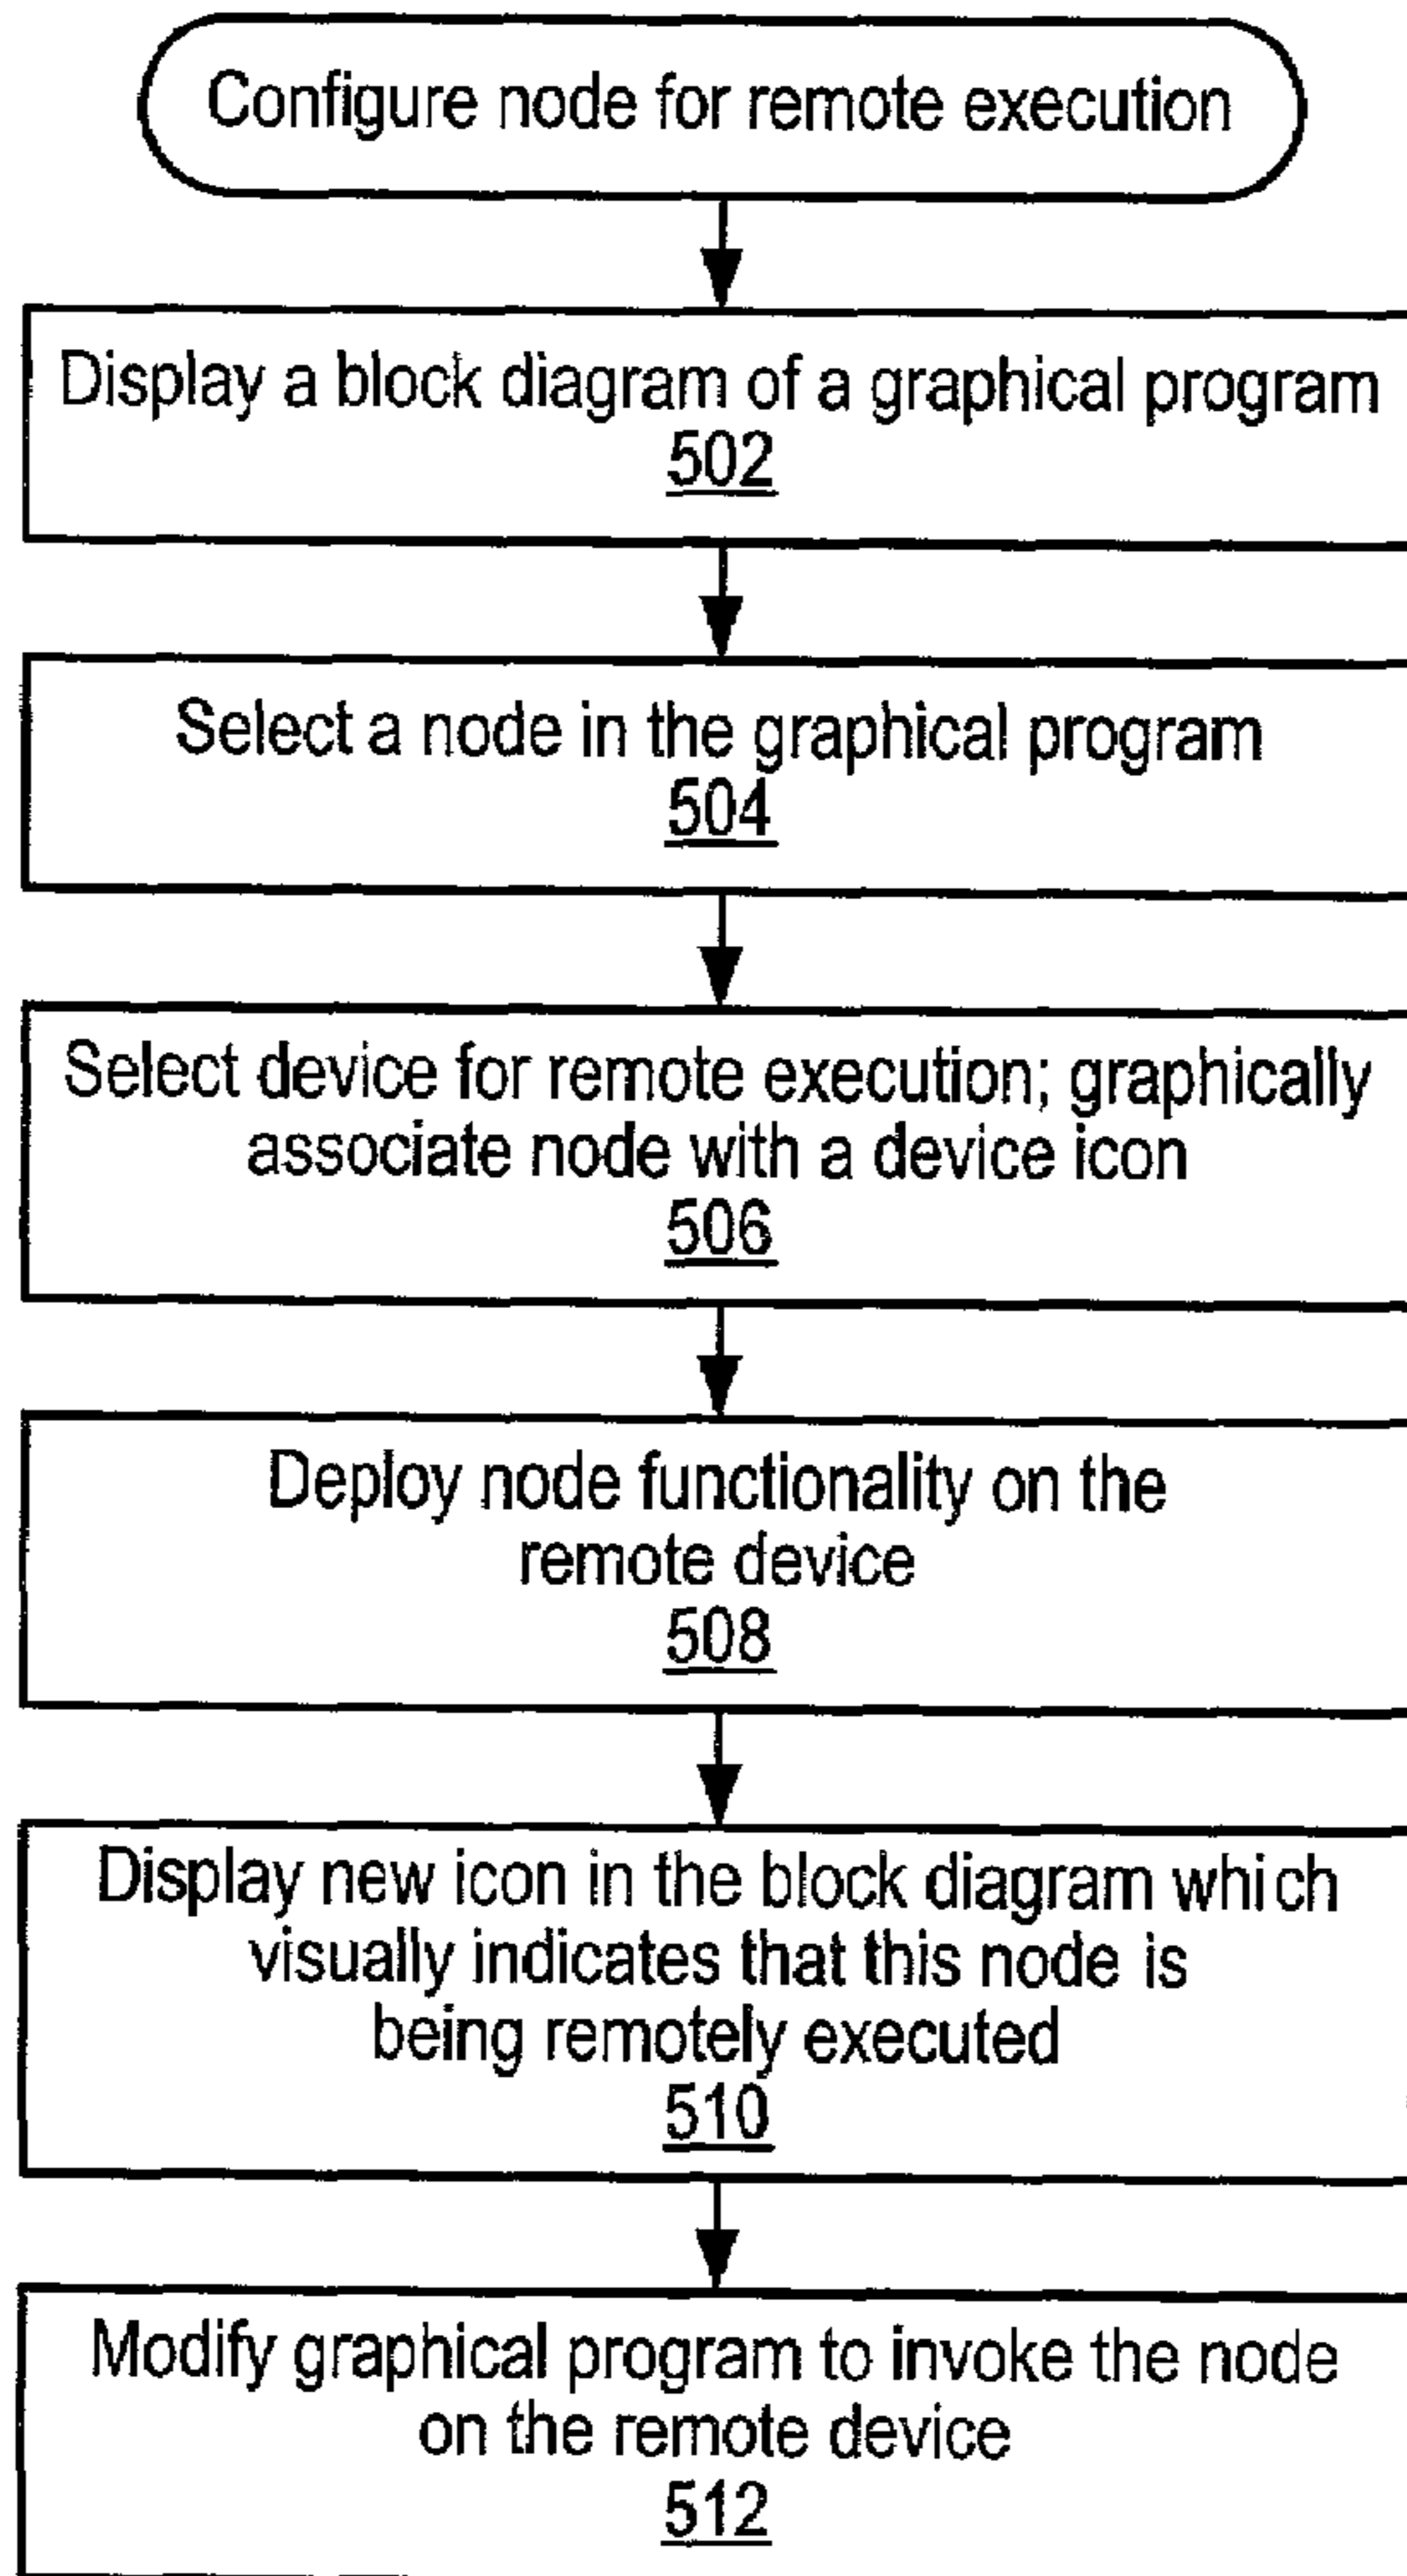 Configure node for remote execution
Display a block diagram of a graphical program
502
Select a node in the graphical program
504
Select device for remote execution; graphically
associate node with a device icon
506
Deploy node functionality on the
remote device
508
Display new icon in the block diagram which
visually indicates that this node is
being remotely executed
510
Modify graphical program to invoke the node
on the remote device
512